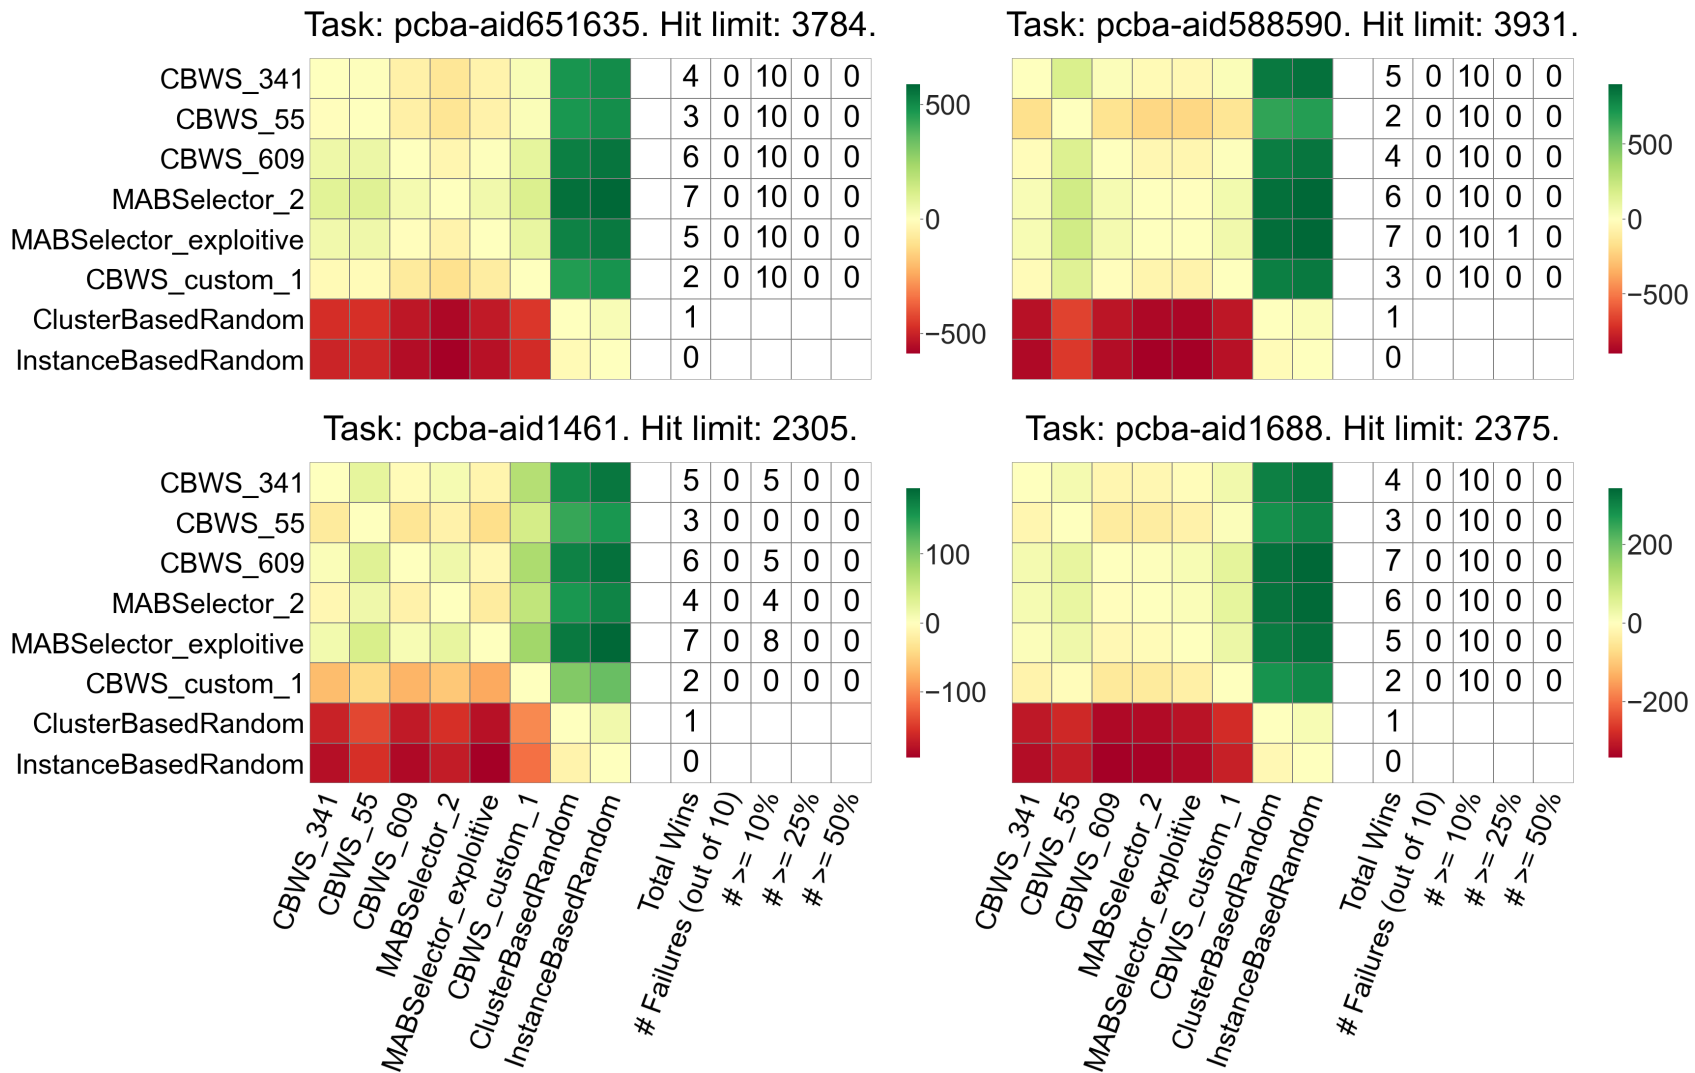 Task: pcba-aid651635. Hit limit: 3784.
CBWS_341 4 0 10 0 0
CBWS_55 3 0 10 0 0
CBWS_609 6 0 10 0 0
MABSelector_2 7 0 10 0 0
MABSelector_exploitive 5 0 10 0 0
CBWS_custom_1 2 0 10 0 0
ClusterBasedRandom 1
InstanceBasedRandom 0
500
0
−500
Task: pcba-aid588590. Hit limit: 3931.
5 0 10 0 0
2 0 10 0 0
4 0 10 0 0
6 0 10 0 0
7 0 10 1 0
3 0 10 0 0
1
0
500
0
−500
Task: pcba-aid1461. Hit limit: 2305.
CBWS_341 5 0 5 0 0
CBWS_55 3 0 0 0 0
CBWS_609 6 0 5 0 0
MABSelector_2 4 0 4 0 0
MABSelector_exploitive 7 0 8 0 0
CBWS_custom_1 2 0 0 0 0
ClusterBasedRandom 1
InstanceBasedRandom 0
100
0
−100
CBWS_341
CBWS_55
CBWS_609
MABSelector_2
MABSelector_exploitive
CBWS_custom_1
ClusterBasedRandom
InstanceBasedRandom
Total Wins
# Failures (out of 10)
# >= 10%
# >= 25%
# >= 50%
Task: pcba-aid1688. Hit limit: 2375.
4 0 10 0 0
3 0 10 0 0
7 0 10 0 0
6 0 10 0 0
5 0 10 0 0
2 0 10 0 0
1
0
200
0
−200
CBWS_341
CBWS_55
CBWS_609
MABSelector_2
MABSelector_exploitive
CBWS_custom_1
ClusterBasedRandom
InstanceBasedRandom
Total Wins
# Failures (out of 10)
# >= 10%
# >= 25%
# >= 50%